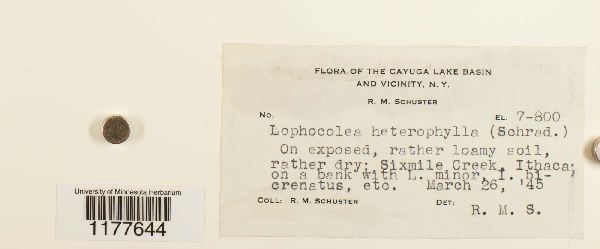 FLORA OF THE CAYUGA LAKE BASIN
AND VICINITY, N. Y.
R. M. SCHUSTER
No. EL. 7-800
Lophocolea heterophylla (Schrad.)
On exposed, rather loamy soil,
rather dry; Sixmile Creek, Ithaca;
on a bank with L. minor, I. bi-
crenatus, etc. March 26, '45
COLL: R. M. SCHUSTER DET: R. M. S.
University of Minnesota Herbarium
1177644